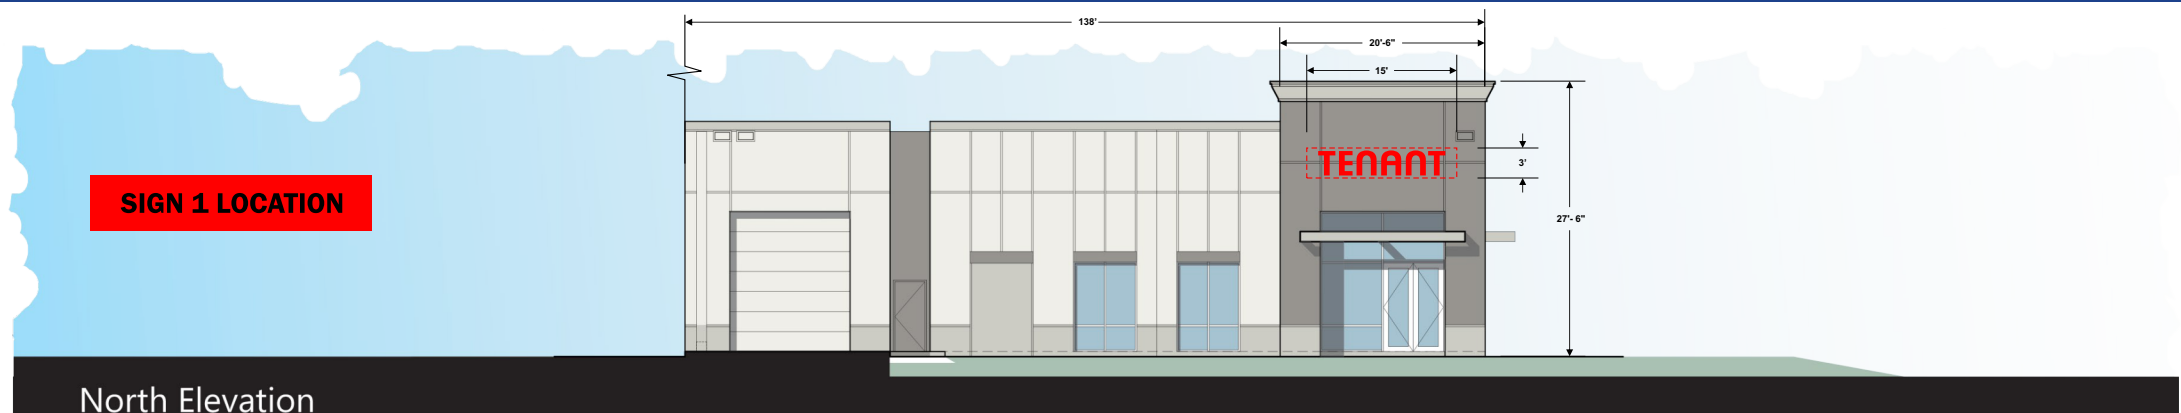 138'
20'-6"
15'
TENANT
3'
SIGN 1 LOCATION
27'- 6"
North Elevation